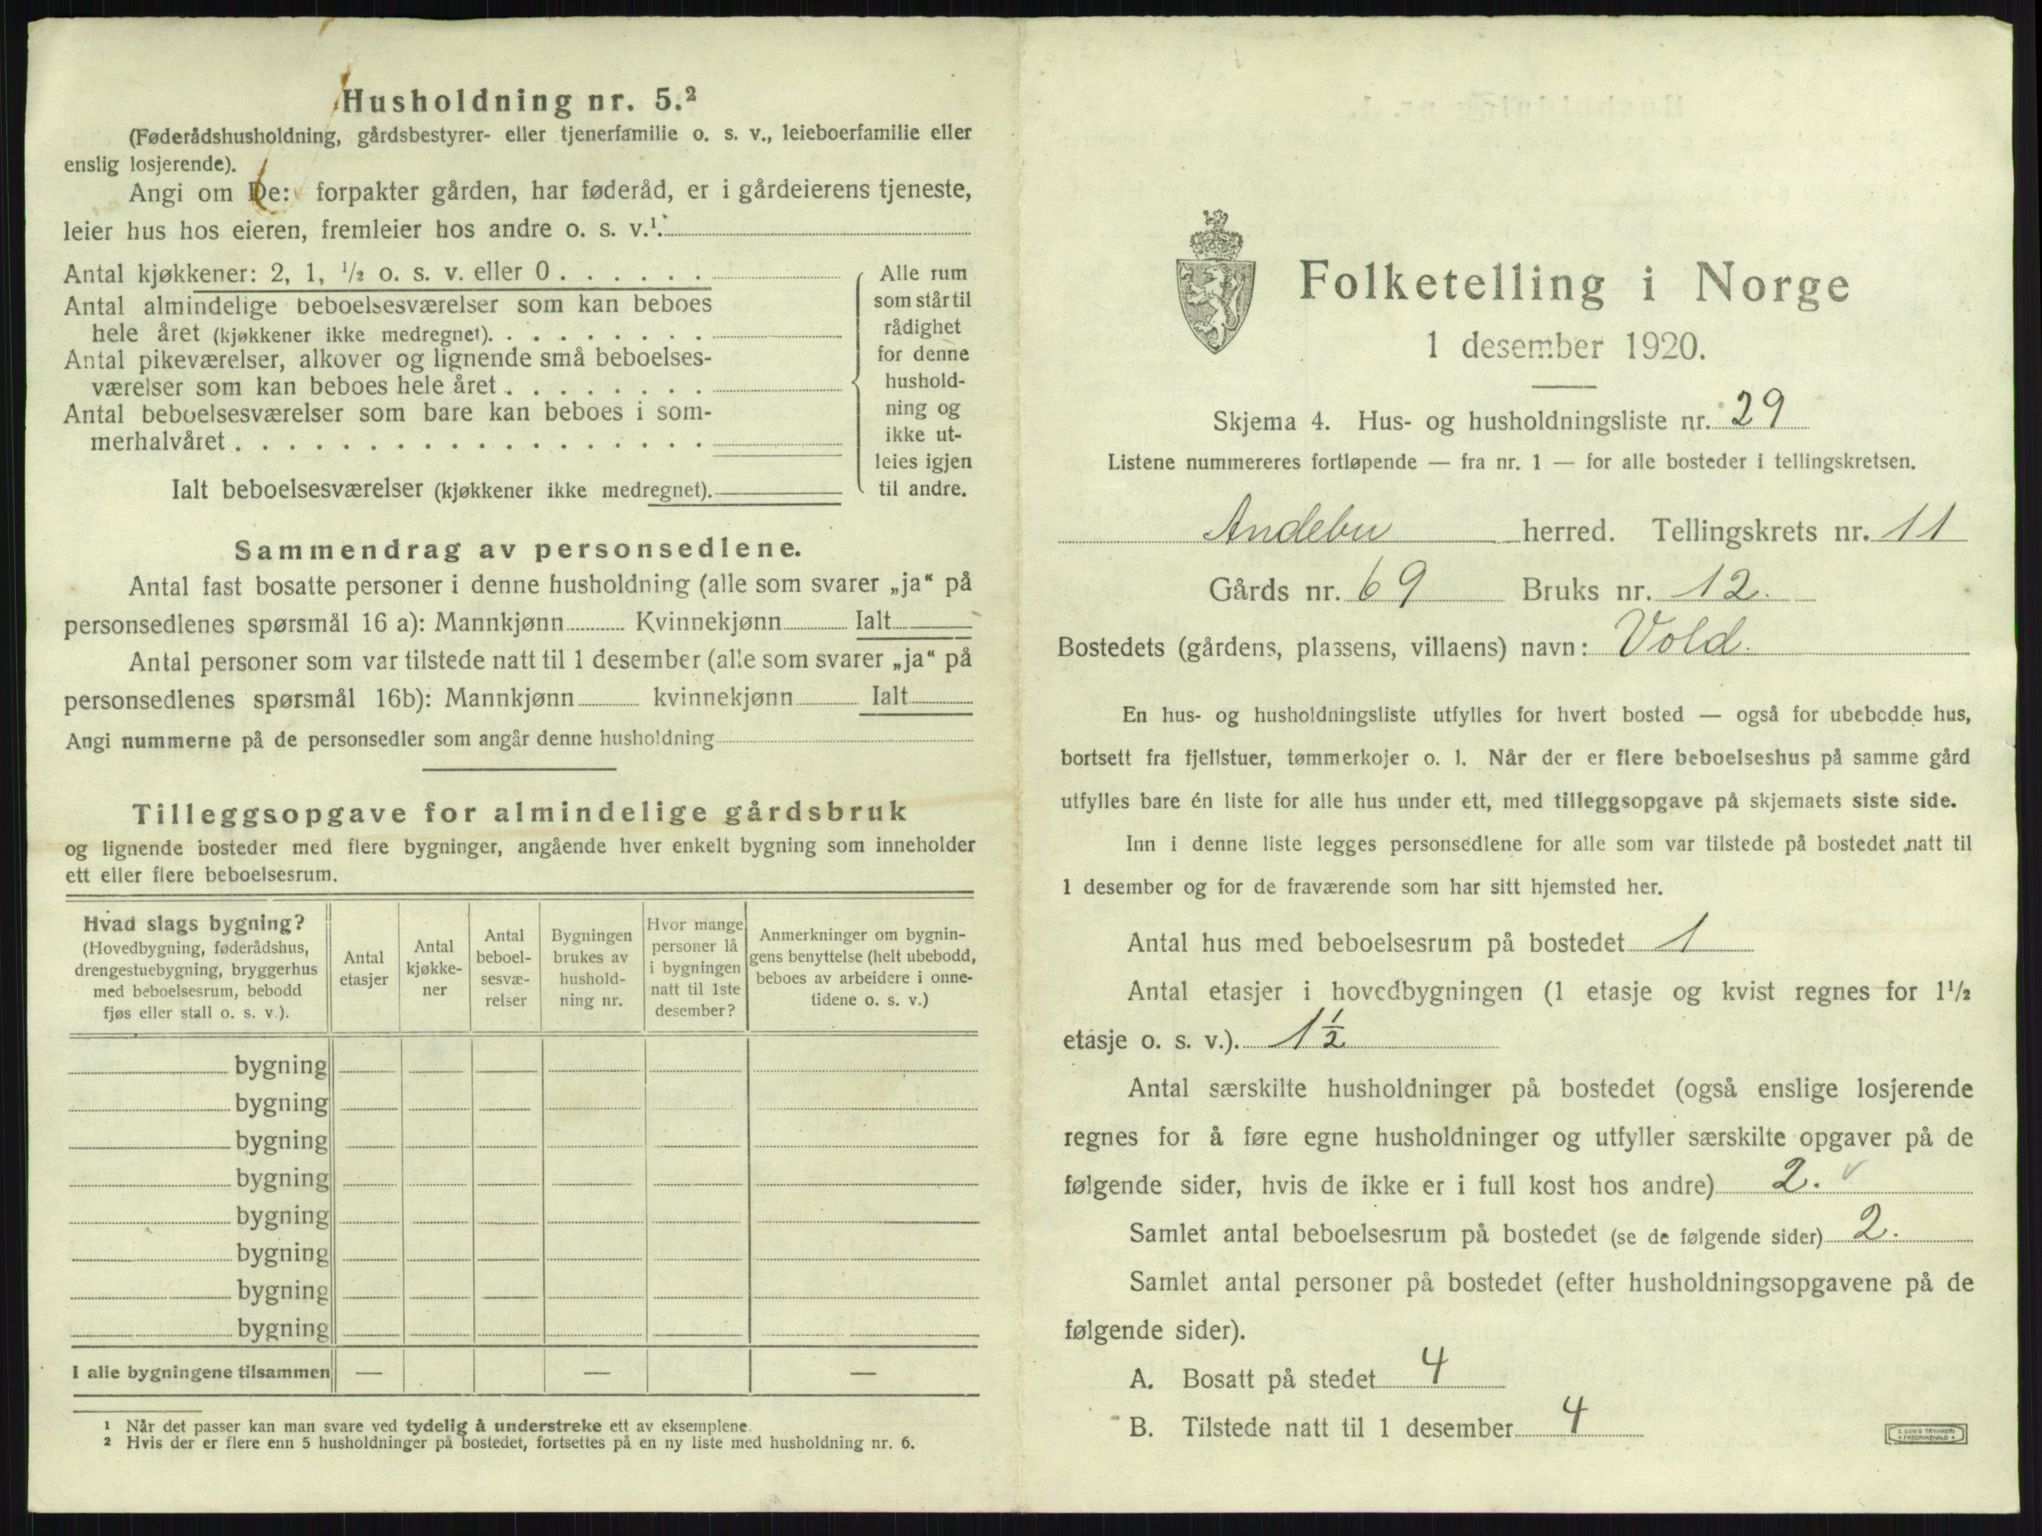 Husholdning nr. 5.²
(Føderådshusholdning, gårdsbestyrer- eller tjenerfamilie o. s. v., leieboerfamilie eller
enslig losjerende).
Angi om De: forpakter gården, har føderåd, er i gårdeierens tjeneste,
leier hus hos eieren, fremleier hos andre o. s. v.¹:
Antal kjøkkener: 2, 1, ½ o. s. v. eller 0 . . . . . .
Antal almindelige beboelsesværelser som kan beboes
hele året (kjøkkener ikke medregnet). . . . . . . . .
Antal pikeværelser, alkover og lignende små beboelses-
værelser som kan beboes hele året . . . . . . . .
Antal beboelsesværelser som bare kan beboes i som-
merhalvåret . . . . . . . . . . . . . . . . . .
Ialt beboelsesværelser (kjøkkener ikke medregnet).
Alle rum
som står til
rådighet
for denne
hushold-
ning og
ikke ut-
leies igjen
til andre.
Sammendrag av personsedlene.
Antal fast bosatte personer i denne husholdning (alle som svarer „ja“ på
personsedlenes spørsmål 16 a): Mannkjønn Kvinnekjønn Ialt
Antal personer som var tilstede natt til 1 desember (alle som svarer „ja“ på
personsedlenes spørsmål 16b): Mannkjønn kvinnekjønn Ialt
Angi nummerne på de personsedler som angår denne husholdning
Tilleggsopgave for almindelige gårdsbruk
og lignende bosteder med flere bygninger, angående hver enkelt bygning som inneholder
ett eller flere beboelsesrum.
Hvad slags bygning?
(Hovedbygning, føderådshus,
drengestuebygning, bryggerhus
med beboelsesrum, bebodd
fjøs eller stall o. s. v.).
Antal
etasjer
Antal
kjøkke-
ner
Antal
beboel-
sesvæ-
relser
Bygningen
brukes av
hushold-
ning nr.
Hvor mange
personer lå
i bygningen
natt til 1ste
desember?
Anmerkninger om bygnin-
gens benyttelse (helt ubebodd,
beboes av arbeidere i onne-
tidene o. s. v.)
bygning
bygning
bygning
bygning
bygning
bygning
bygning
bygning
I alle bygningene tilsammen — — —
¹ Når det passer kan man svare ved tydelig å understreke ett av eksemplene.
² Hvis der er flere enn 5 husholdninger på bostedet, fortsettes på en ny liste med husholdning nr. 6.
Folketelling i Norge
1 desember 1920.
Skjema 4. Hus- og husholdningsliste nr. 29
Listene nummereres fortløpende — fra nr. 1 — for alle bosteder i tellingskretsen.
Andebu herred. Tellingskrets nr. 11
Gårds nr. 69 Bruks nr. 12.
Bostedets (gårdens, plassens, villaens) navn: Vold.
En hus- og husholdningsliste utfylles for hvert bosted — også for ubebodde hus,
bortsett fra fjellstuer, tømmerkojer o. l. Når der er flere beboelseshus på samme gård
utfylles bare én liste for alle hus under ett, med tilleggsopgave på skjemaets siste side.
Inn i denne liste legges personsedlene for alle som var tilstede på bostedet natt til
1 desember og for de fraværende som har sitt hjemsted her.
Antal hus med beboelsesrum på bostedet 1
Antal etasjer i hovedbygningen (1 etasje og kvist regnes for 1½
etasje o. s. v.). 1½
Antal særskilte husholdninger på bostedet (også enslige losjerende
regnes for å føre egne husholdninger og utfyller særskilte opgaver på de
følgende sider, hvis de ikke er i full kost hos andre) 2.
Samlet antal beboelsesrum på bostedet (se de følgende sider) 2.
Samlet antal personer på bostedet (efter husholdningsopgavene på de
følgende sider).
A. Bosatt på stedet 4
B. Tilstede natt til 1 desember 4